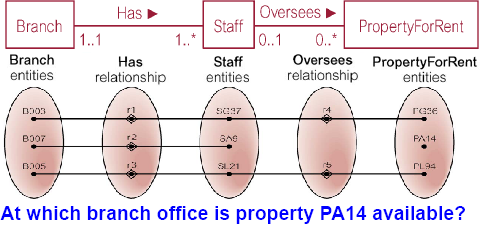 Has ▶ Oversees ▶
Branch Staff PropertyForRent
1..1 1..* 0..1 0..*
Branch Has Staff Oversees PropertyForRent
entities relationship entities relationship entities
B003 r1 SG37 r4 PG36
B007 r2 SA9 PA14
B005 r3 SL21 r5 PL94
At which branch office is property PA14 available?